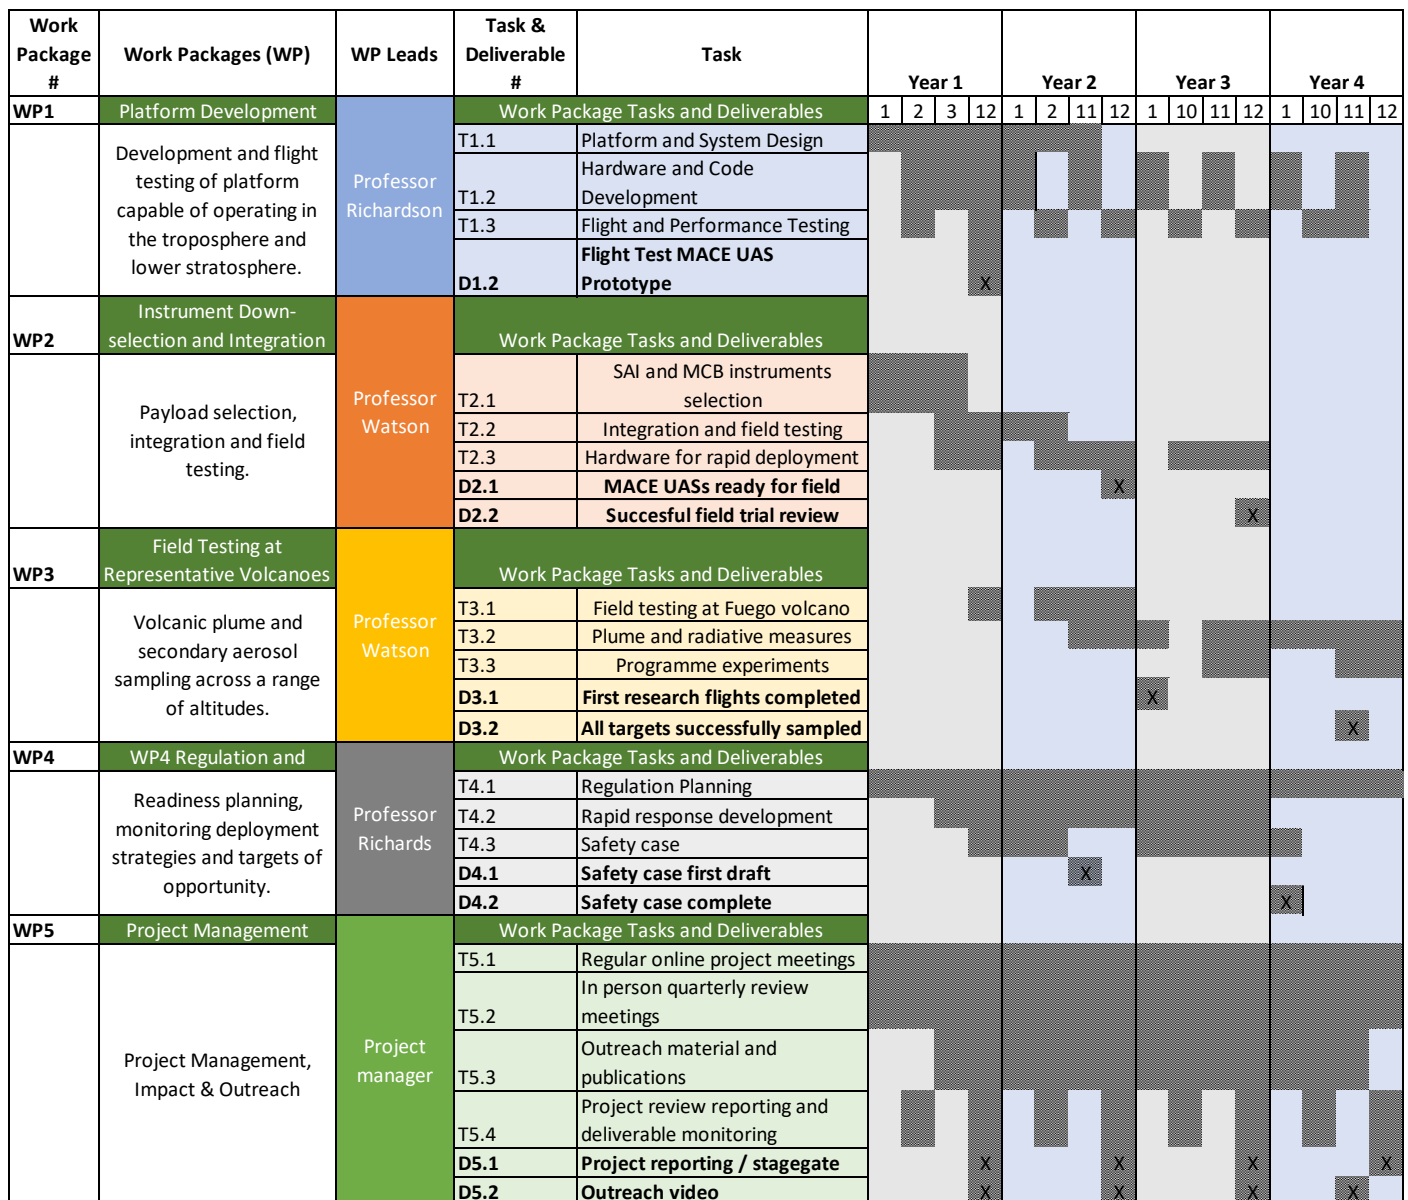 Work Package #
Work Packages (WP)
WP Leads
Task & Deliverable #
Task
Year 1
Year 2
Year 3
Year 4
WP1
Platform Development
Work Package Tasks and Deliverables
1 2 3 12 1 2 11 12 1 10 11 12 1 10 11 12
Development and flight
testing of platform
capable of operating in
the troposphere and
lower stratosphere.
Professor
Richardson
T1.1 Platform and System Design
Hardware and Code
T1.2 Development
T1.3 Flight and Performance Testing
Flight Test MACE UAS
D1.2 Prototype X
Instrument Down-
WP2 selection and Integration Work Package Tasks and Deliverables
Payload selection,
integration and field
testing.
Professor
Watson
SAI and MCB instruments
T2.1 selection
T2.2 Integration and field testing
T2.3 Hardware for rapid deployment
D2.1 MACE UASs ready for field X
D2.2 Succesful field trial review X
Field Testing at
WP3 Representative Volcanoes Work Package Tasks and Deliverables
Volcanic plume and
secondary aerosol
sampling across a range
of altitudes.
Professor
Watson
T3.1 Field testing at Fuego volcano
T3.2 Plume and radiative measures
T3.3 Programme experiments
D3.1 First research flights completed X
D3.2 All targets successfully sampled X
WP4 WP4 Regulation and Work Package Tasks and Deliverables
Readiness planning,
monitoring deployment
strategies and targets of
opportunity.
Professor
Richards
T4.1 Regulation Planning
T4.2 Rapid response development
T4.3 Safety case
D4.1 Safety case first draft X
D4.2 Safety case complete X
WP5 Project Management Work Package Tasks and Deliverables
Project Management,
Impact & Outreach
Project
manager
T5.1 Regular online project meetings
In person quarterly review
T5.2 meetings
Outreach material and
T5.3 publications
Project review reporting and
T5.4 deliverable monitoring
D5.1 Project reporting / stagegate X X X X
D5.2 Outreach video X X X X